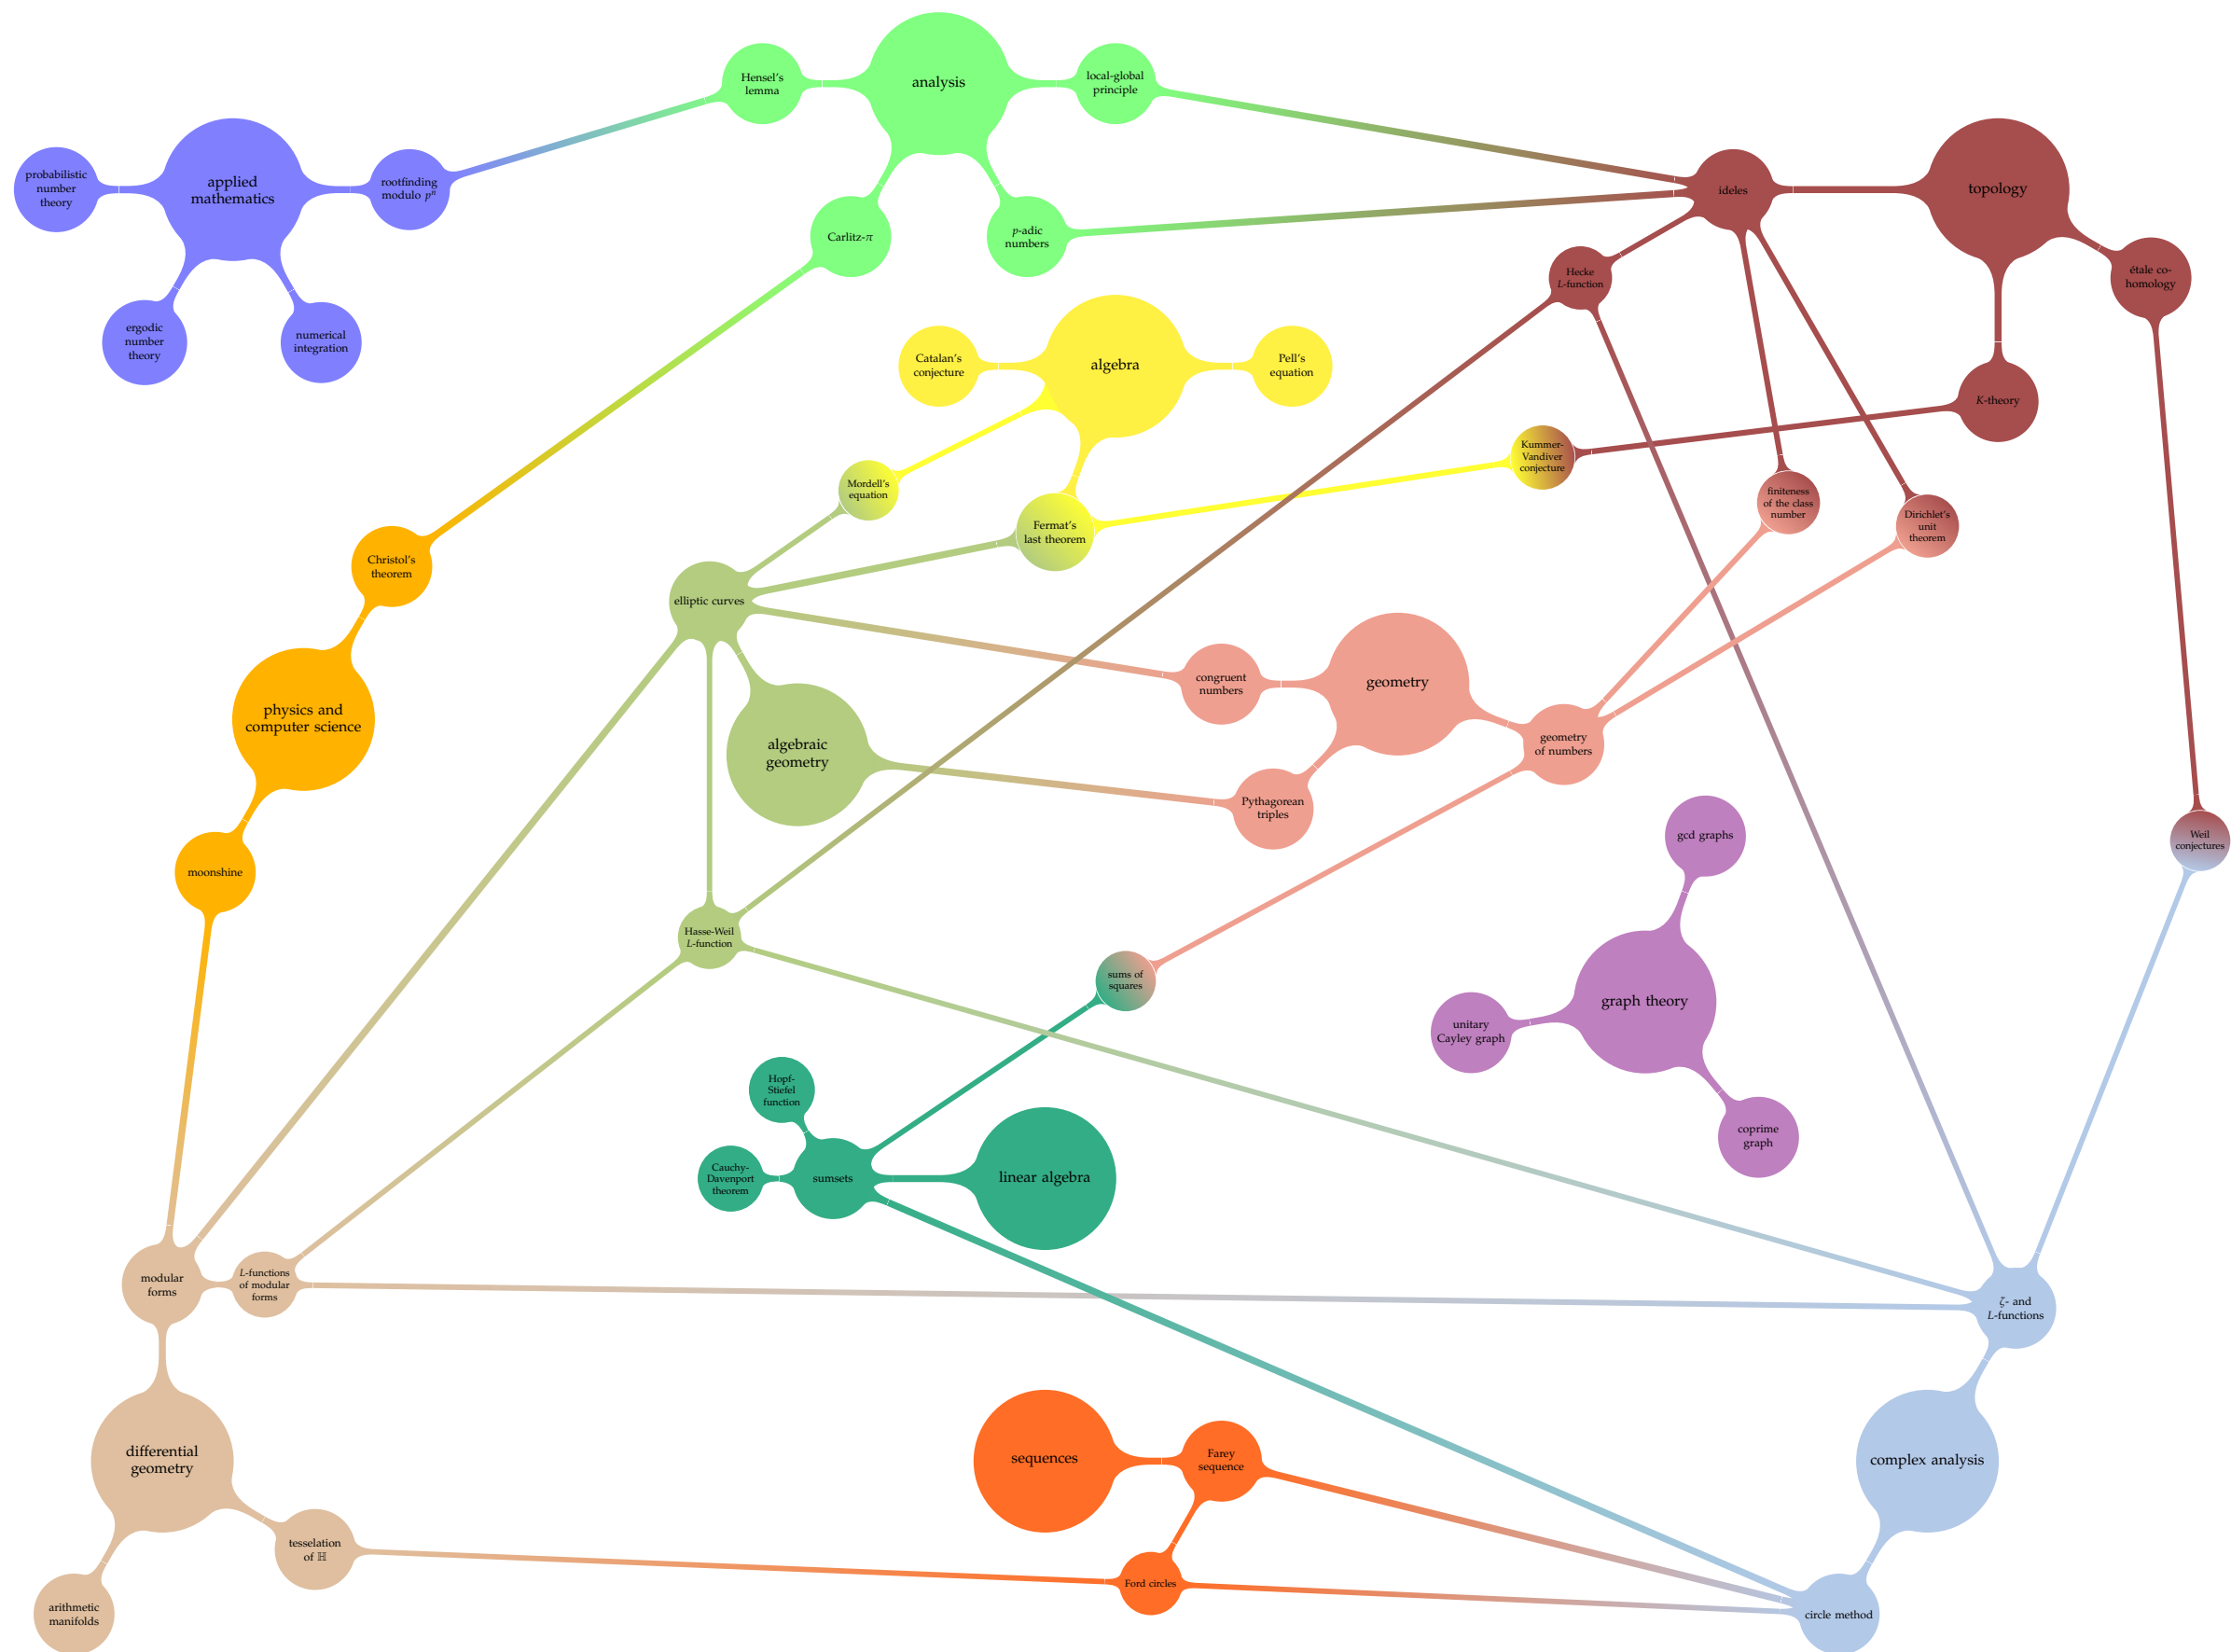 analysis
Hensel's
lemma
local-global
principle
probabilistic
number
theory
applied
mathematics
rootfinding
modulo pⁿ
ideles
topology
Carlitz-π
p-adic
numbers
Hecke
L-function
étale co-
homology
ergodic
number
theory
numerical
integration
Catalan's
conjecture
algebra
Pell's
equation
K-theory
Kummer-
Vandiver
conjecture
Mordell's
equation
finiteness
of the class
number
Fermat's
last theorem
Dirichlet's
unit
theorem
Christol's
theorem
elliptic curves
congruent
numbers
geometry
physics and
computer science
algebraic
geometry
geometry
of numbers
Pythagorean
triples
gcd graphs
Weil
conjectures
moonshine
Hasse-Weil
L-function
sums of
squares
graph theory
unitary
Cayley graph
Hopf-
Stiefel
function
coprime
graph
Cauchy-
Davenport
theorem
sumsets
linear algebra
modular
forms
L-functions
of modular
forms
ζ- and
L-functions
differential
geometry
sequences
Farey
sequence
complex analysis
tesselation
of ℍ
Ford circles
arithmetic
manifolds
circle method